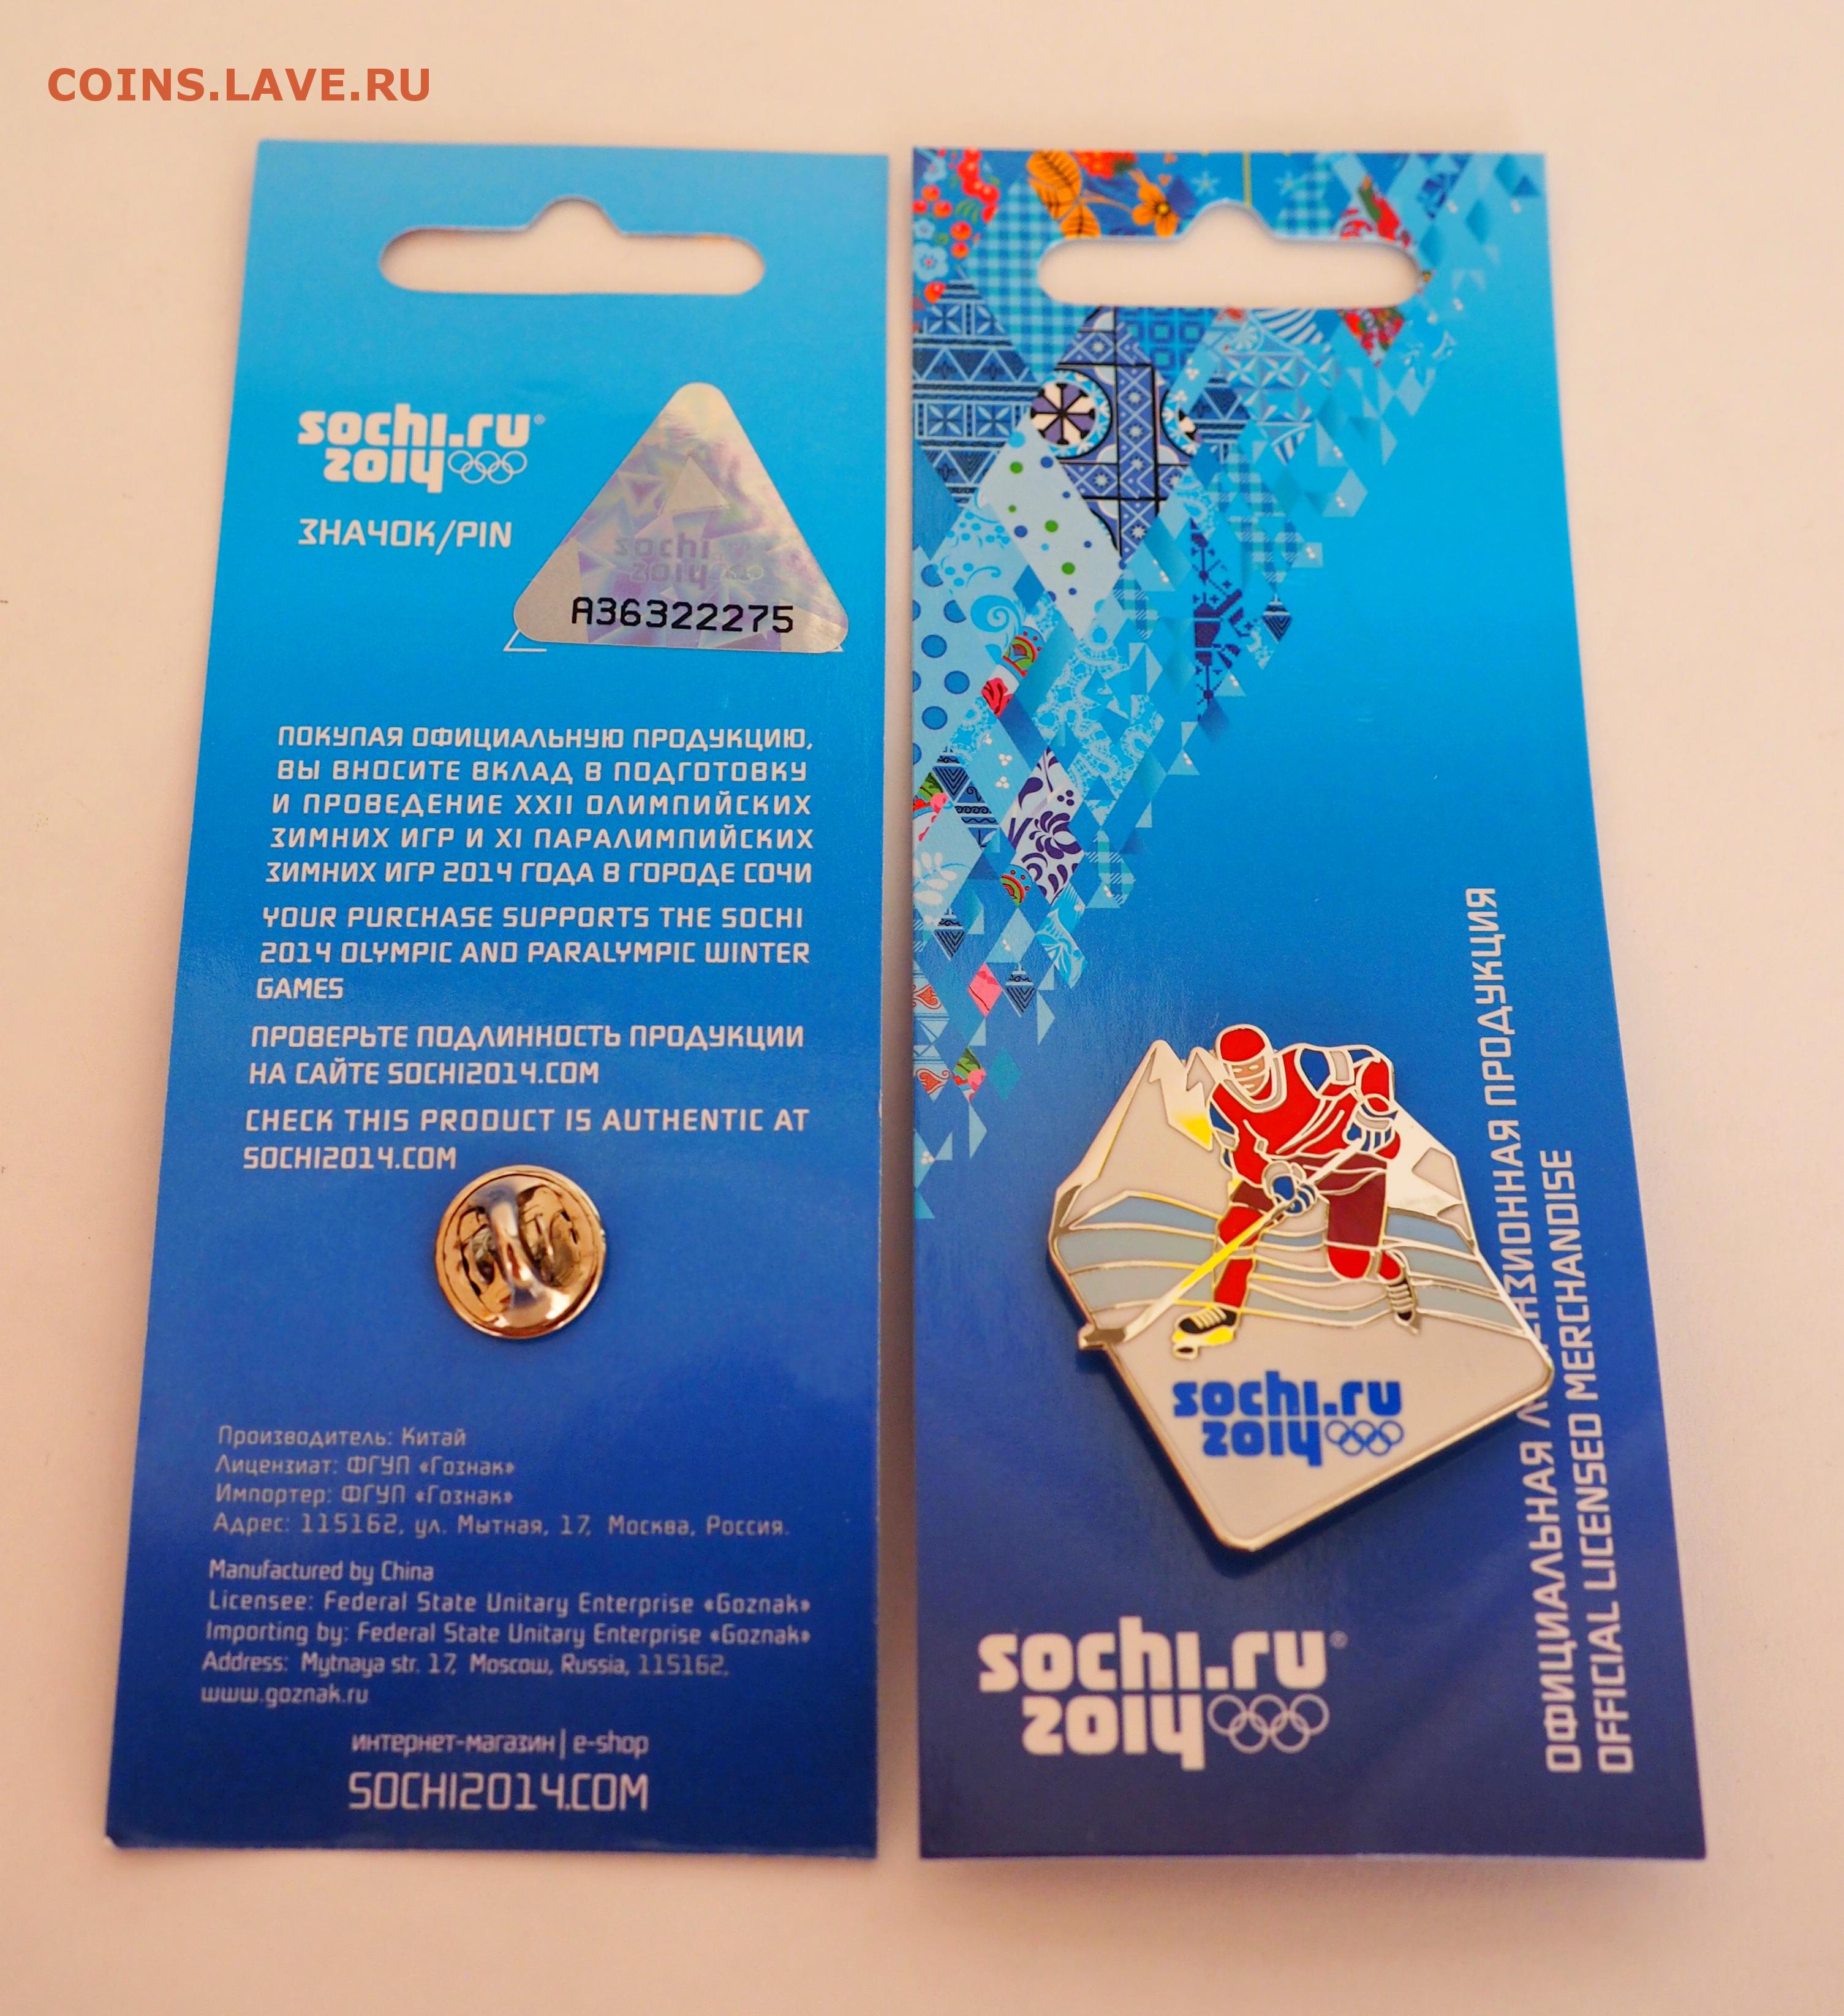 COINS.LAVE.RU
sochi.ru®
2014
ЗНАЧОК/PIN
sochi
2014
A36322275
ПОКУПАЯ ОФИЦИАЛЬНУЮ ПРОДУКЦИЮ,
ВЫ ВНОСИТЕ ВКЛАД В ПОДГОТОВКУ
И ПРОВЕДЕНИЕ XXII ОЛИМПИЙСКИХ
ЗИМНИХ ИГР И XI ПАРАЛИМПИЙСКИХ
ЗИМНИХ ИГР 2014 ГОДА В ГОРОДЕ СОЧИ
YOUR PURCHASE SUPPORTS THE SOCHI
2014 OLYMPIC AND PARALYMPIC WINTER
GAMES
ПРОВЕРЬТЕ ПОДЛИННОСТЬ ПРОДУКЦИИ
НА САЙТЕ SOCHI2014.COM
CHECK THIS PRODUCT IS AUTHENTIC AT
SOCHI2014.COM
Производитель: Китай
Лицензиат: ФГУП «Гознак»
Импортер: ФГУП «Гознак»
Адрес: 115162, ул. Мытная, 17, Москва, Россия.
Manufactured by China
Licensee: Federal State Unitary Enterprise «Goznak»
Importing by: Federal State Unitary Enterprise «Goznak»
Address: Mytnaya str. 17, Moscow, Russia, 115162.
www.goznak.ru
интернет-магазин | e-shop
SOCHI2014.COM
sochi.ru
2014
sochi.ru®
2014
ОФИЦИАЛЬНАЯ ПРОДУКЦИЯ
OFFICIAL LICENSED MERCHANDISE